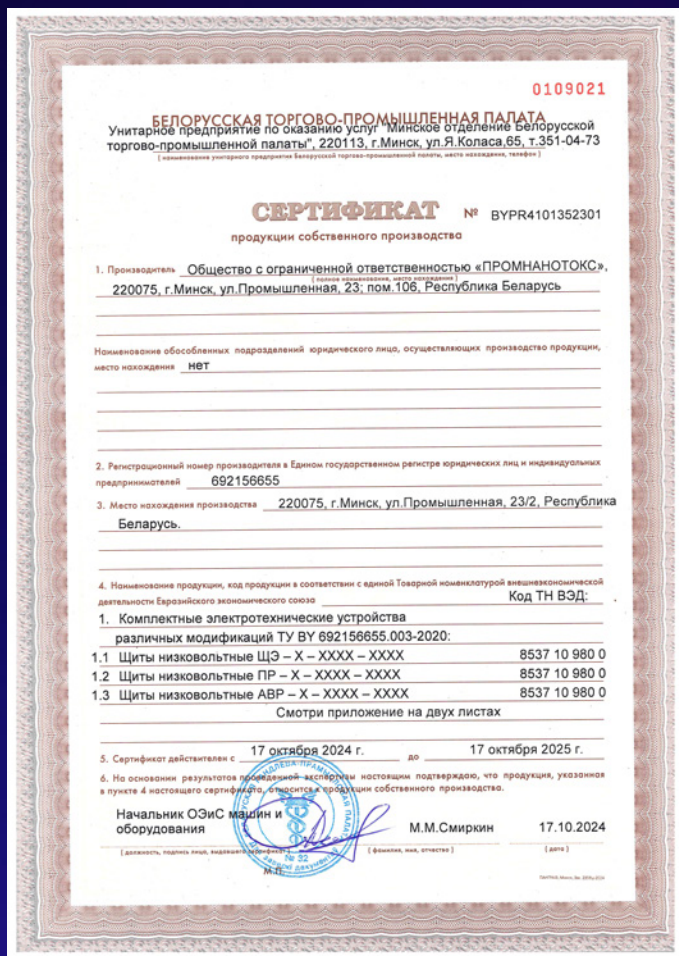 0109021
БЕЛОРУССКАЯ ТОРГОВО-ПРОМЫШЛЕННАЯ ПАЛАТА
Унитарное предприятие по оказанию услуг "Минское отделение Белорусской
торгово-промышленной палаты", 220113, г.Минск, ул.Я.Коласа,65, т.351-04-73
[ наименование унитарного предприятия Белорусской торгово-промышленной палаты, место нахождения, телефон ]
СЕРТИФИКАТ № BYPR4101352301
продукции собственного производства
1. Производитель Общество с ограниченной ответственностью «ПРОМНАНОТОКС»,
[ полное наименование, место нахождения ]
220075, г.Минск, ул.Промышленная, 23; пом.106, Республика Беларусь
Наименование обособленных подразделений юридического лица, осуществляющих производство продукции,
место нахождения нет
2. Регистрационный номер производителя в Едином государственном регистре юридических лиц и индивидуальных
предпринимателей 692156655
3. Место нахождения производства 220075, г.Минск, ул.Промышленная, 23/2, Республика
Беларусь.
4. Наименование продукции, код продукции в соответствии с единой Товарной номенклатурой внешнеэкономической
деятельности Евразийского экономического союза Код ТН ВЭД:
1. Комплектные электротехнические устройства
различных модификаций ТУ BY 692156655.003-2020:
1.1 Щиты низковольтные ЩЭ – Х – ХХХХ – ХХХХ 8537 10 980 0
1.2 Щиты низковольтные ПР – Х – ХХХХ – ХХХХ 8537 10 980 0
1.3 Щиты низковольтные АВР – Х – ХХХХ – ХХХХ 8537 10 980 0
Смотри приложение на двух листах
5. Сертификат действителен с 17 октября 2024 г. до 17 октября 2025 г.
6. На основании результатов проведенной экспертизы настоящим подтверждаю, что продукция, указанная
в пункте 4 настоящего сертификата, относится к продукции собственного производства.
Начальник ОЭиС машин и
оборудования М.М.Смиркин 17.10.2024
[ должность, подпись лица, выдавшего сертификат ] [ фамилия, имя, отчество ] [ дата ]
№ 32
М.П.